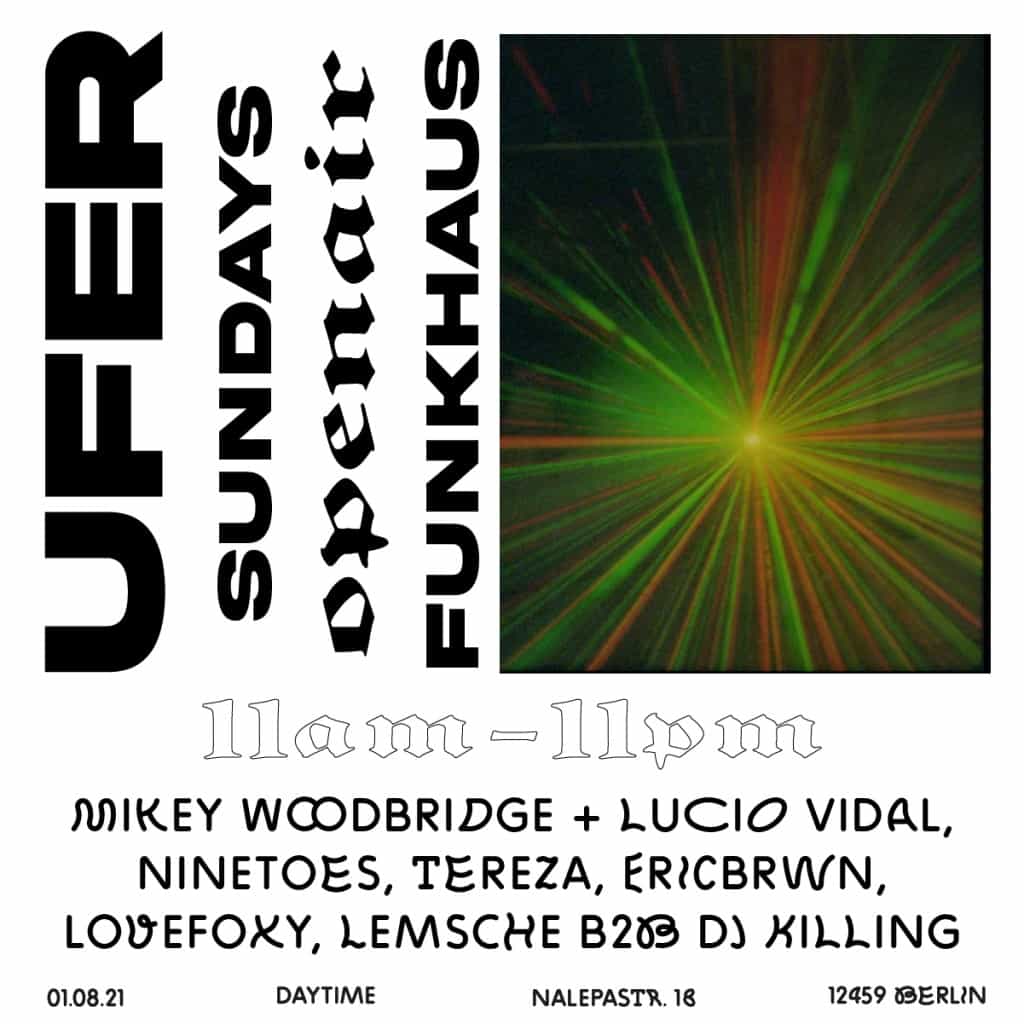 UFER
SUNDAYS
openair
FUNKHAUS
11am–11pm
MIKEY WOODBRIDGE + LUCIO VIDAL,
NINETOES, TEREZA, ERICBRWN,
LOVEFOXY, LEMSCHE B2B DJ KILLING
01.08.21 DAYTIME NALEPASTR. 18 12459 BERLIN